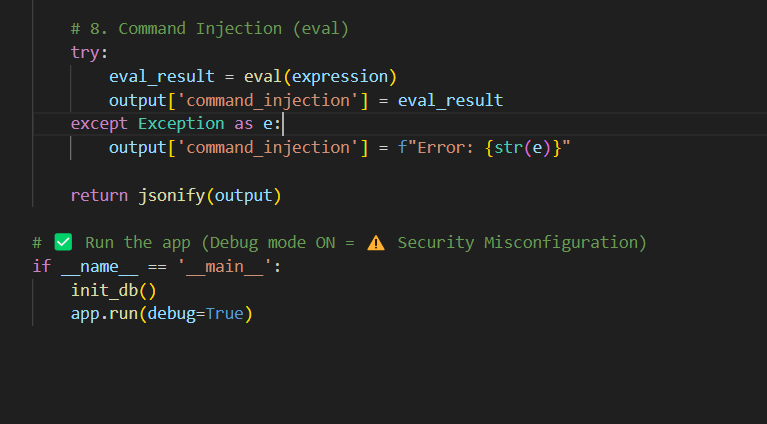 # 8. Command Injection (eval)
try:
eval_result = eval(expression)
output['command_injection'] = eval_result
except Exception as e:
output['command_injection'] = f"Error: {str(e)}"
return jsonify(output)
# ✅ Run the app (Debug mode ON = ⚠️ Security Misconfiguration)
if __name__ == '__main__':
init_db()
app.run(debug=True)